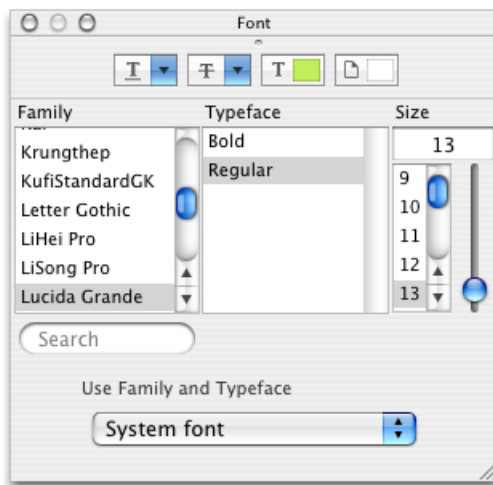 Font
T T T
Family Typeface Size
Krungthep
KufiStandardGK
Letter Gothic
LiHei Pro
LiSong Pro
Lucida Grande
Bold
Regular
13
9
10
11
12
13
Search
Use Family and Typeface
System font